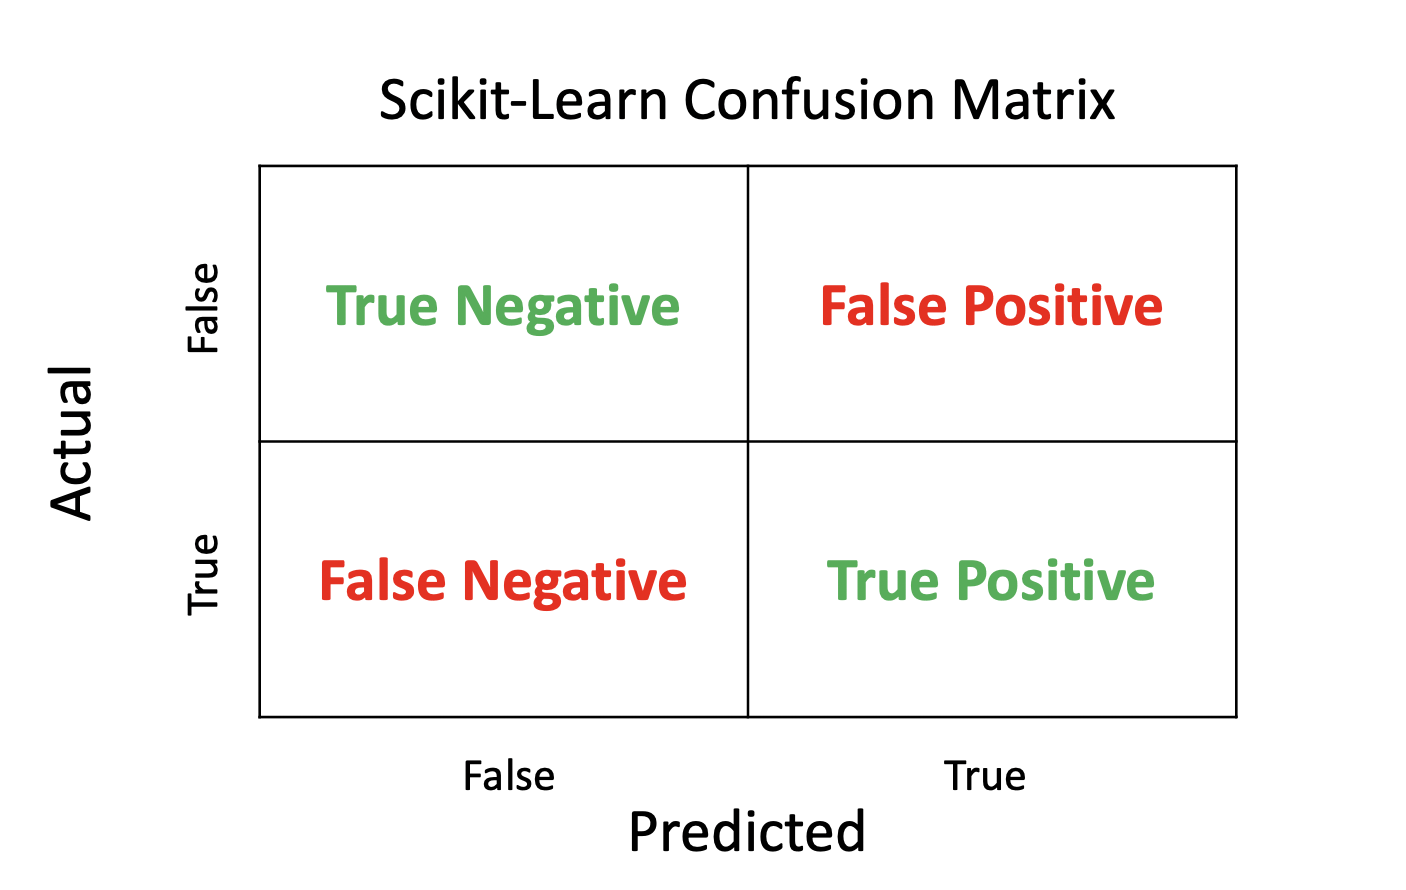 Scikit-Learn Confusion Matrix
Actual
False
True Negative
False Positive
True
False Negative
True Positive
False
True
Predicted